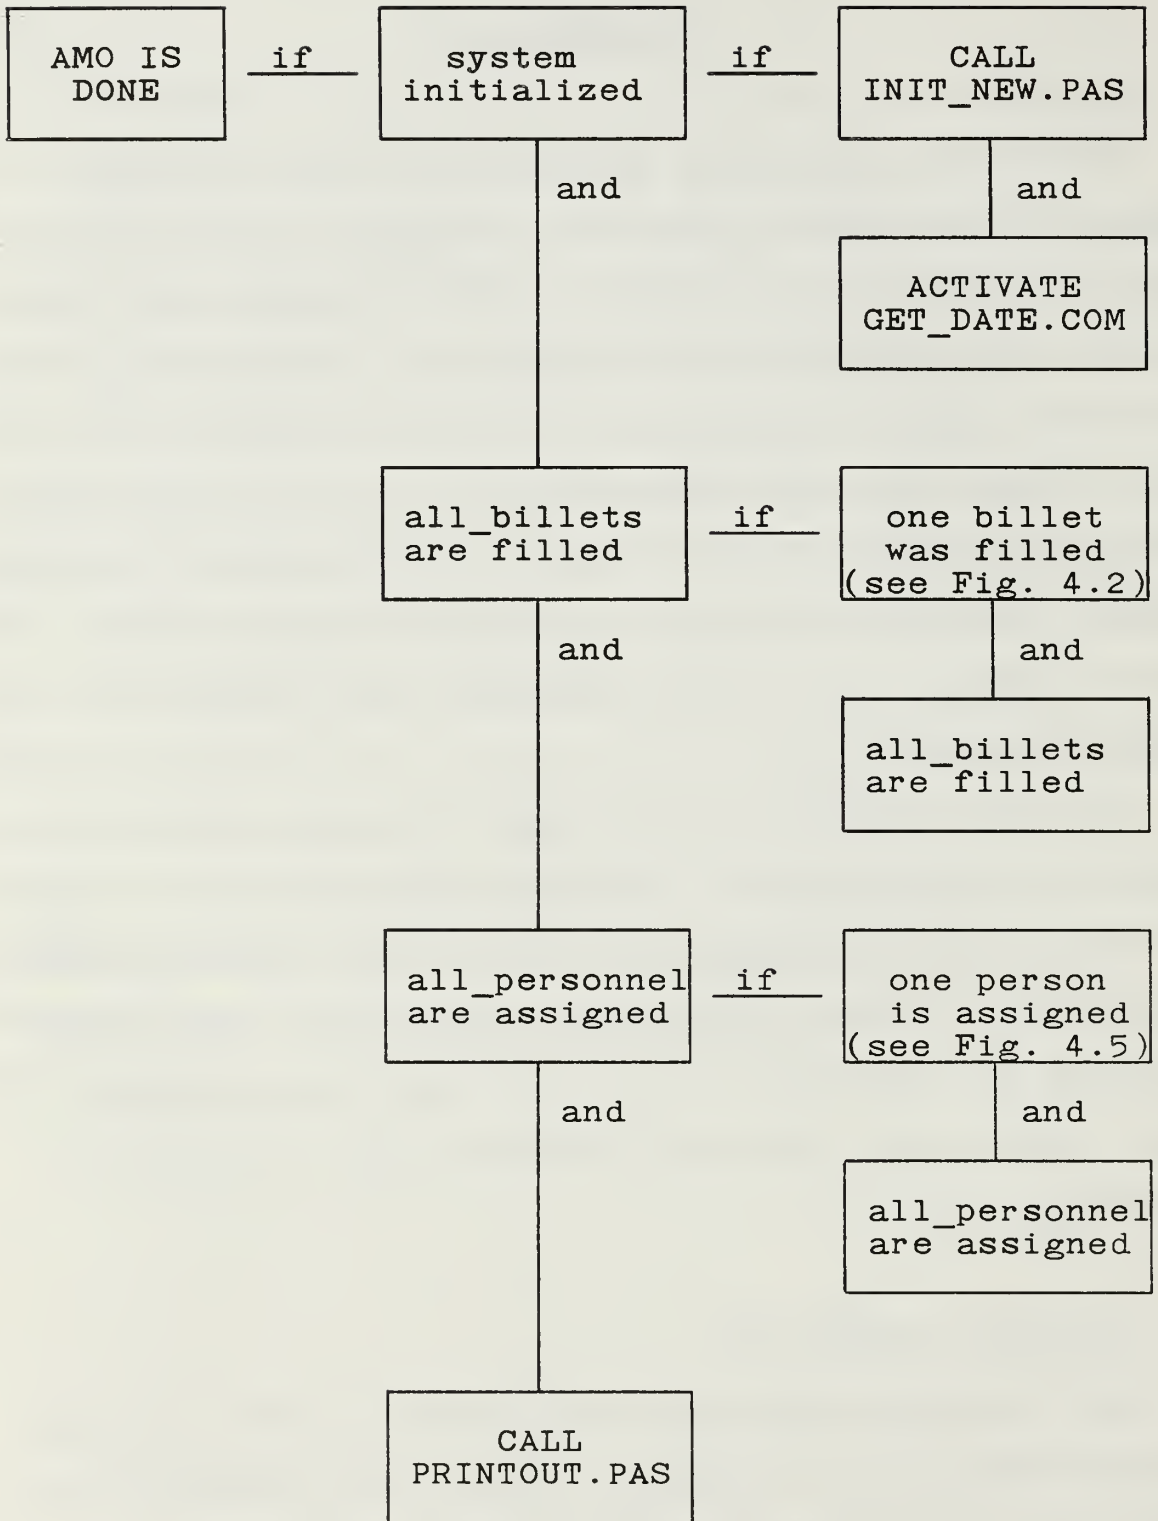 AMO IS
DONE
if
system
initialized
if
CALL
INIT_NEW.PAS
and
and
ACTIVATE
GET_DATE.COM
all_billets
are filled
if
one billet
was filled
(see Fig. 4.2)
and
and
all_billets
are filled
all_personnel
are assigned
if
one person
is assigned
(see Fig. 4.5)
and
and
all_personnel
are assigned
CALL
PRINTOUT.PAS